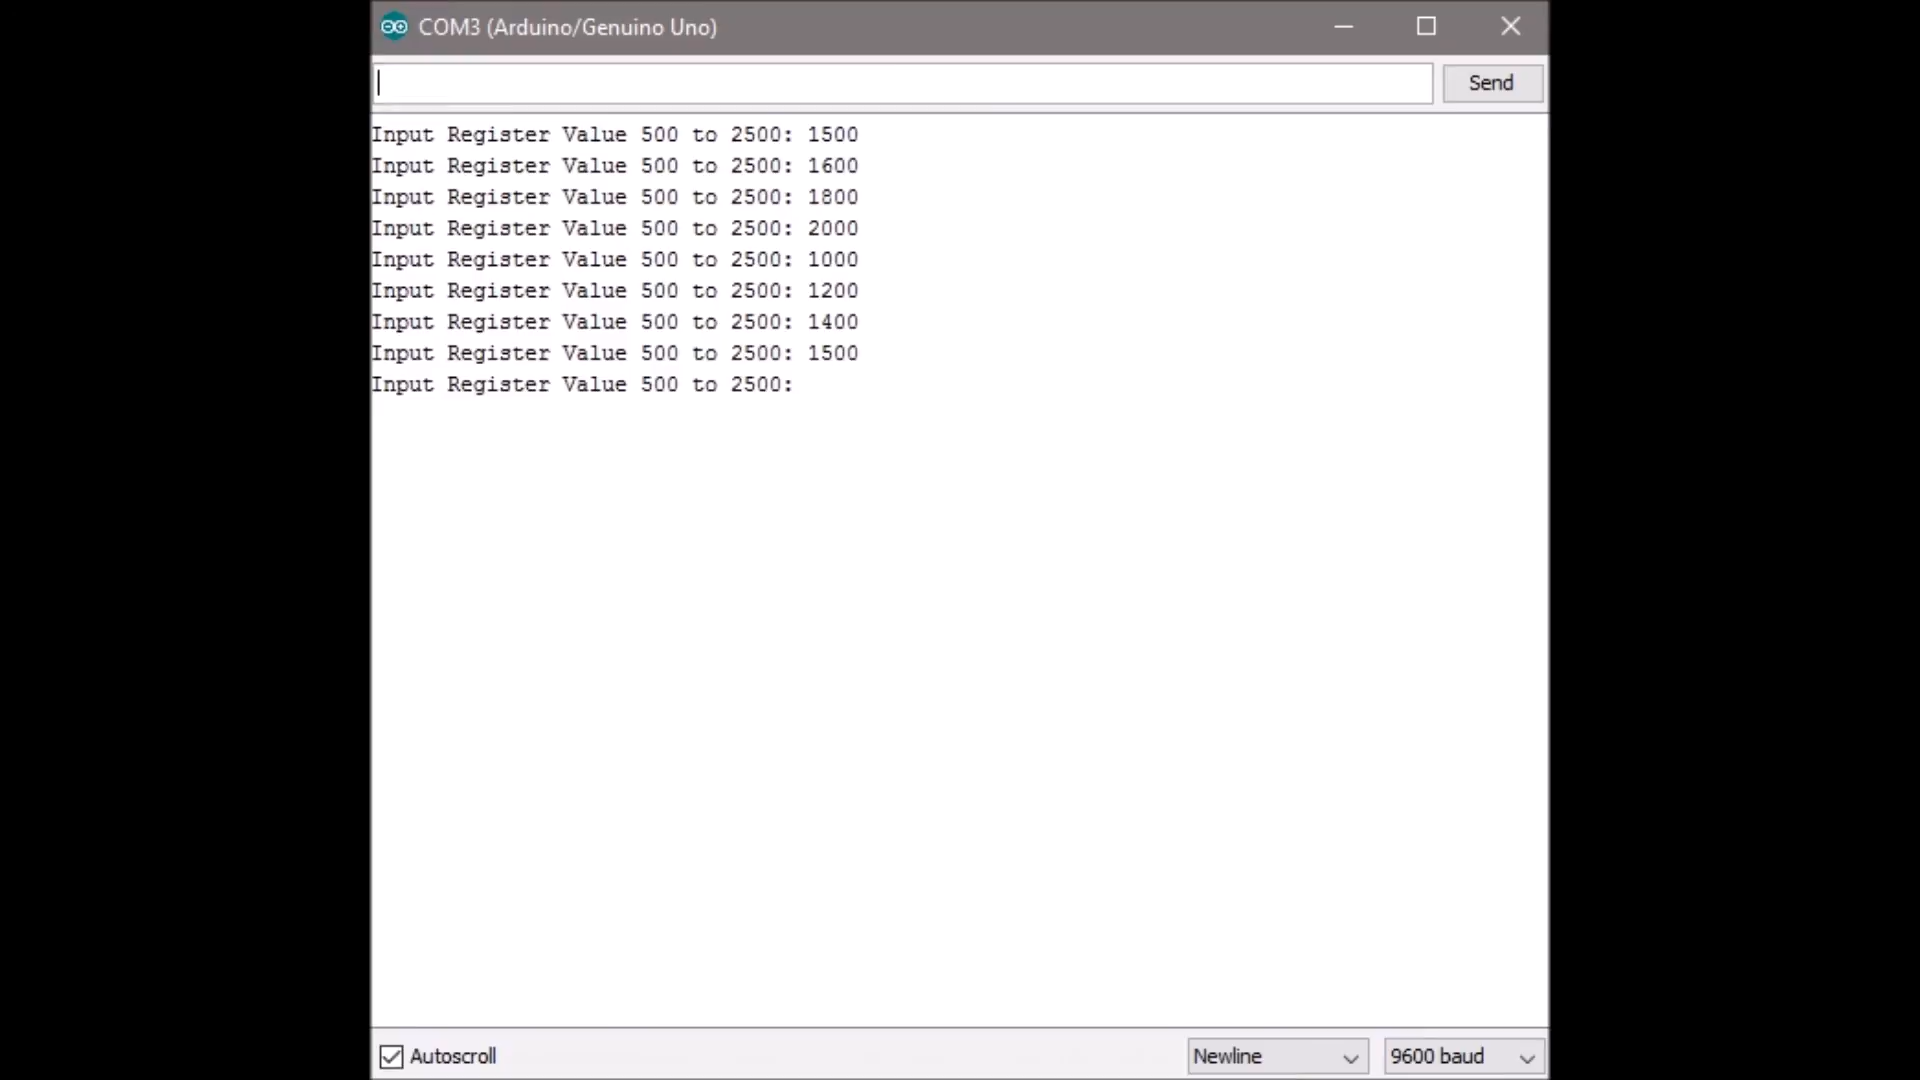 COM3 (Arduino/Genuino Uno)
Send
Input Register Value 500 to 2500: 1500
Input Register Value 500 to 2500: 1600
Input Register Value 500 to 2500: 1800
Input Register Value 500 to 2500: 2000
Input Register Value 500 to 2500: 1000
Input Register Value 500 to 2500: 1200
Input Register Value 500 to 2500: 1400
Input Register Value 500 to 2500: 1500
Input Register Value 500 to 2500:
Autoscroll
Newline
9600 baud